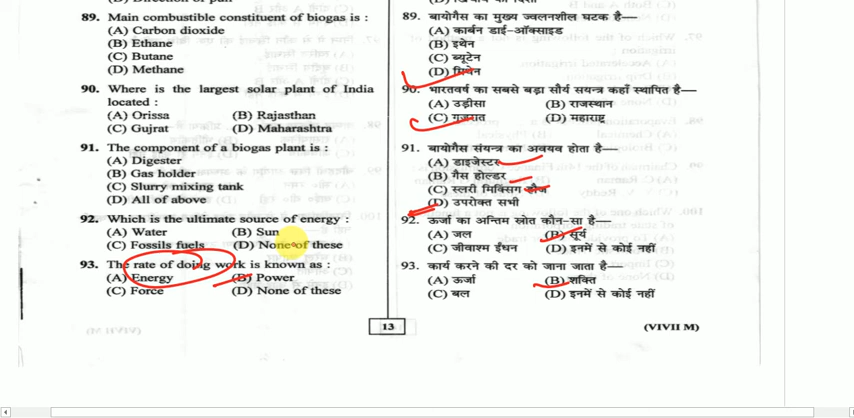 89. Main combustible constituent of biogas is :
(A) Carbon dioxide
(B) Ethane
(C) Butane
(D) Methane
90. Where is the largest solar plant of India
located :
(A) Orissa (B) Rajasthan
(C) Gujrat (D) Maharashtra
91. The component of a biogas plant is :
(A) Digester
(B) Gas holder
(C) Slurry mixing tank
(D) All of above
92. Which is the ultimate source of energy :
(A) Water (B) Sun
(C) Fossils fuels (D) None of these
93. The rate of doing work is known as :
(A) Energy (B) Power
(C) Force (D) None of these
89. बायोगैस का मुख्य ज्वलनशील घटक है—
(A) कार्बन डाई-ऑक्साइड
(B) इथेन
(C) ब्यूटेन
(D) मिथेन
90. भारतवर्ष का सबसे बड़ा सौर्य सयन्त्र कहाँ स्थापित है—
(A) उड़ीसा (B) राजस्थान
(C) गुजरात (D) महाराष्ट्र
91. बायोगैस संयन्त्र का अवयव होता है—
(A) डाइजेस्टर
(B) गैस होल्डर
(C) स्लरी मिक्सिंग हौज
(D) उपरोक्त सभी
92. ऊर्जा का अन्तिम स्रोत कौन-सा है—
(A) जल (B) सूर्य
(C) जीवाश्म ईंधन (D) इनमें से कोई नहीं
93. कार्य करने की दर को जाना जाता है—
(A) ऊर्जा (B) शक्ति
(C) बल (D) इनमें से कोई नहीं
13
(VIVII M)